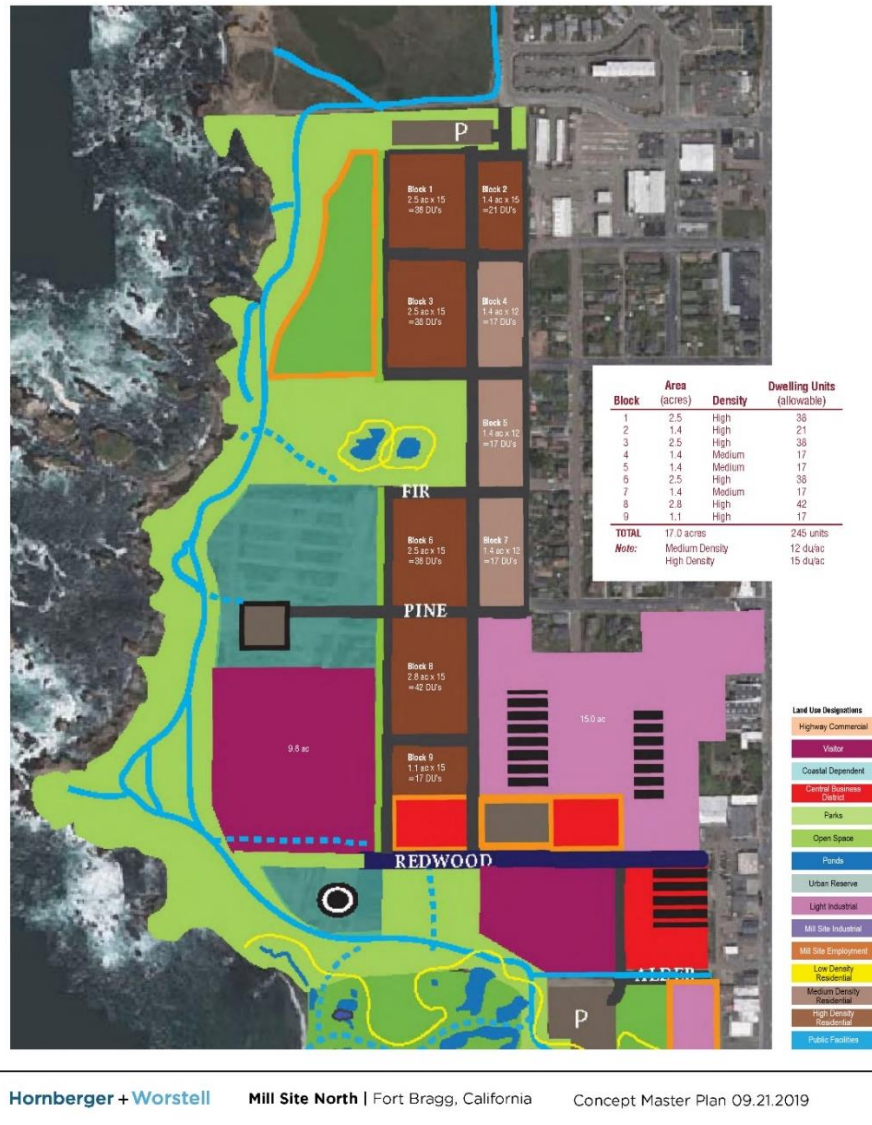 P
Block 1
2.5 ac x 15
=38 DU's
Block 2
1.4 ac x 15
=21 DU's
Block 3
2.5 ac x 15
=38 DU's
Block 4
1.4 ac x 12
=17 DU's
Block 5
1.4 ac x 12
=17 DU's
FIR
Block 6
2.5 ac x 15
=38 DU's
Block 7
1.4 ac x 12
=17 DU's
PINE
Block 8
2.8 ac x 15
=42 DU's
15.0 ac
9.6 ac
Block 9
1.1 ac x 15
=17 DU's
REDWOOD
ALDER
P
Block Area (acres) Density Dwelling Units (allowable)
1 2.5 High 38
2 1.4 High 21
3 2.5 High 38
4 1.4 Medium 17
5 1.4 Medium 17
6 2.5 High 38
7 1.4 Medium 17
8 2.8 High 42
9 1.1 High 17
TOTAL 17.0 acres 245 units
Note: Medium Density 12 du/ac
High Density 15 du/ac
Land Use Designations
Highway Commercial
Visitor
Coastal Dependent
Central Business
District
Parks
Open Space
Ponds
Urban Reserve
Light Industrial
Mill Site Industrial
Mill Site Employment
Low Density
Residential
Medium Density
Residential
High Density
Residential
Public Facilities
Hornberger + Worstell Mill Site North | Fort Bragg, California Concept Master Plan 09.21.2019